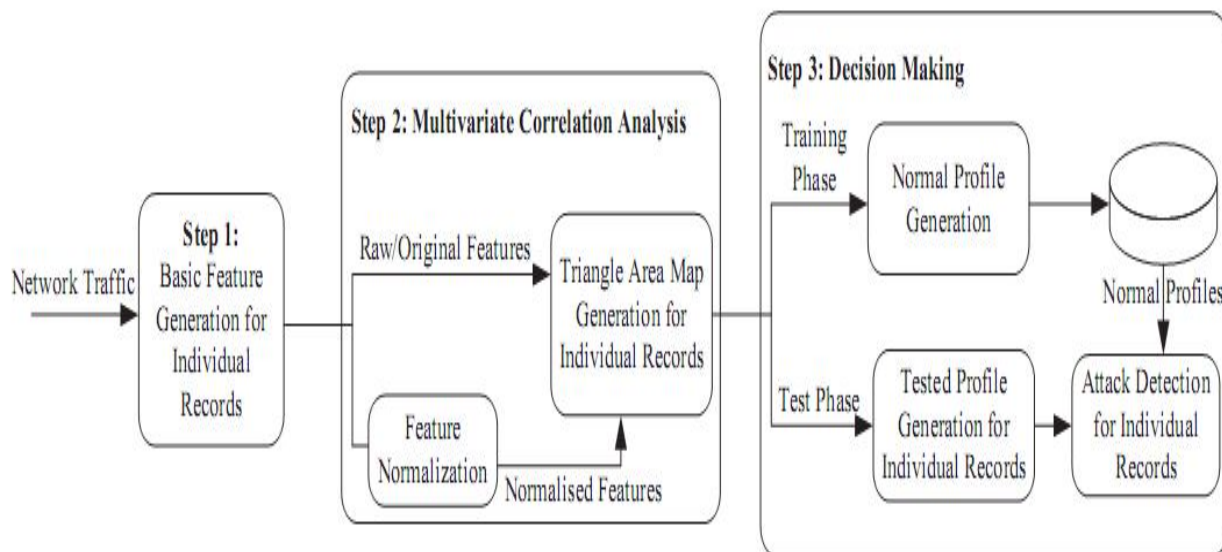 Network Traffic
Step 1:
Basic Feature
Generation for
Individual
Records
Step 2: Multivariate Correlation Analysis
Raw/Original Features
Triangle Area Map
Generation for
Individual Records
Feature
Normalization
Normalised Features
Step 3: Decision Making
Training
Phase
Normal Profile
Generation
Normal Profiles
Test Phase
Tested Profile
Generation for
Individual Records
Attack Detection
for Individual
Records